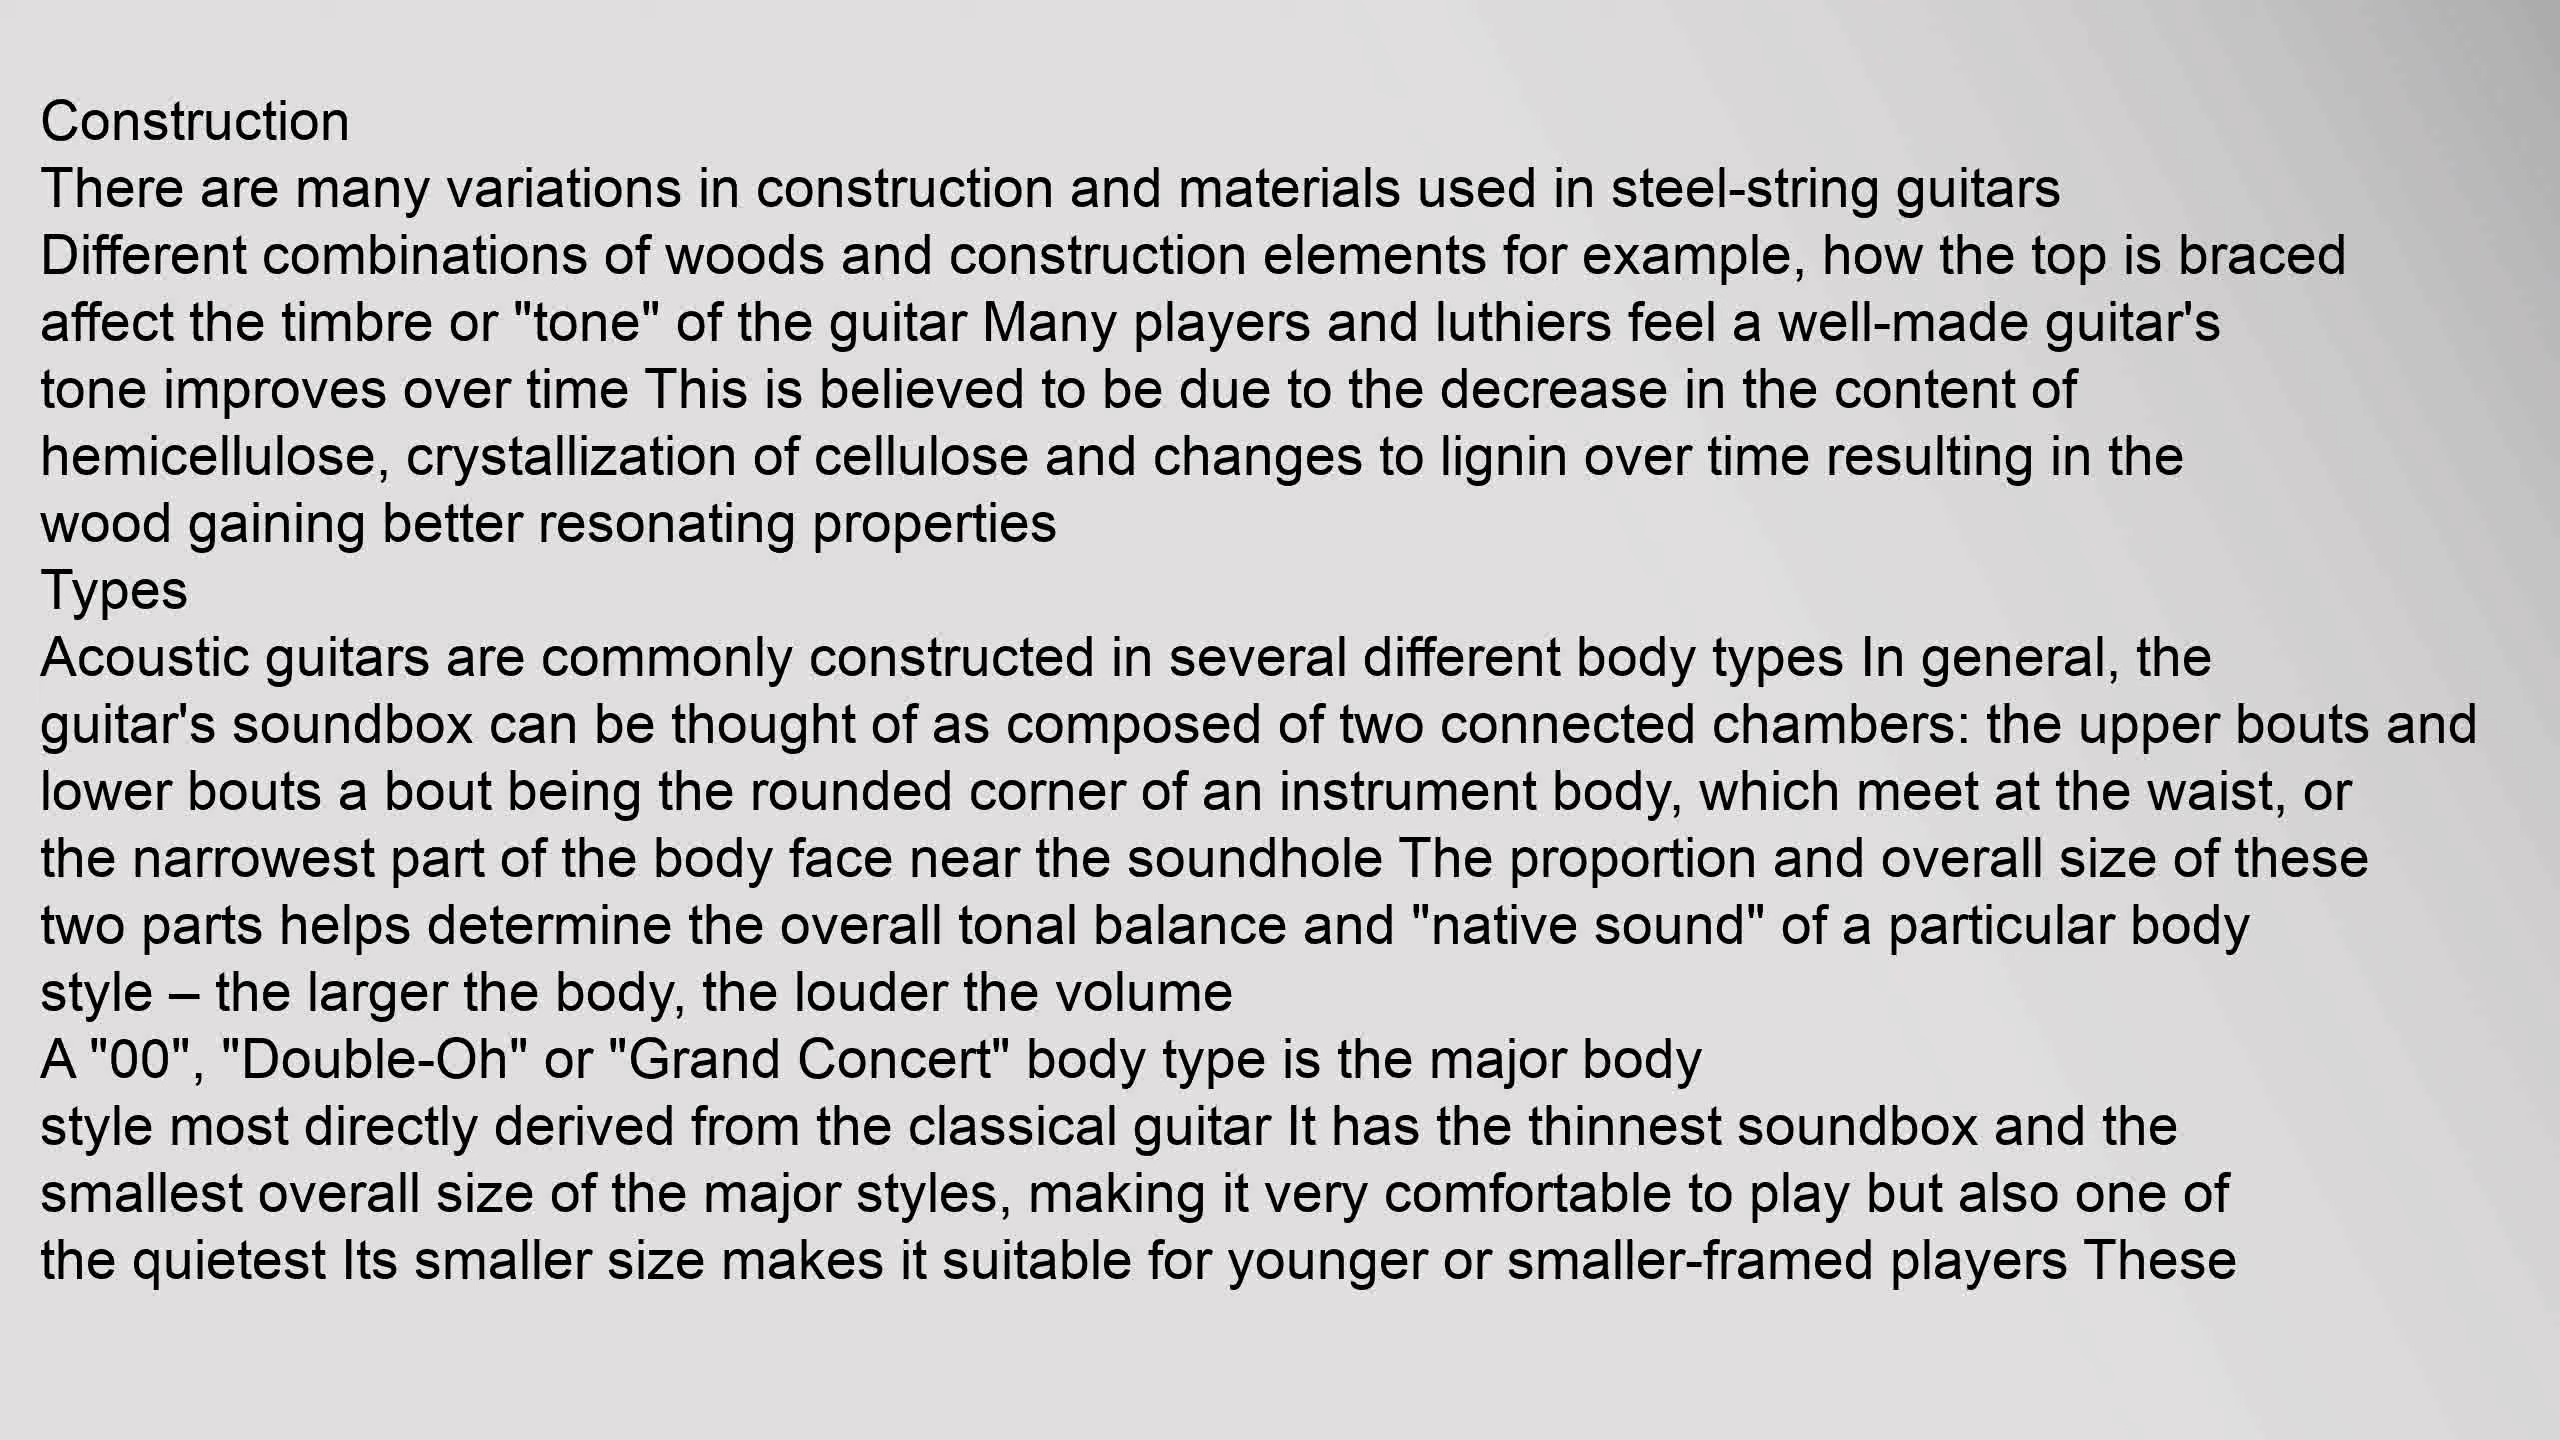 Construction
There are many variations in construction and materials used in steel-string guitars
Different combinations of woods and construction elements for example, how the top is braced
affect the timbre or "tone" of the guitar Many players and luthiers feel a well-made guitar's
tone improves over time This is believed to be due to the decrease in the content of
hemicellulose, crystallization of cellulose and changes to lignin over time resulting in the
wood gaining better resonating properties
Types
Acoustic guitars are commonly constructed in several different body types In general, the
guitar's soundbox can be thought of as composed of two connected chambers: the upper bouts and
lower bouts a bout being the rounded corner of an instrument body, which meet at the waist, or
the narrowest part of the body face near the soundhole The proportion and overall size of these
two parts helps determine the overall tonal balance and "native sound" of a particular body
style – the larger the body, the louder the volume
A "00", "Double-Oh" or "Grand Concert" body type is the major body
style most directly derived from the classical guitar It has the thinnest soundbox and the
smallest overall size of the major styles, making it very comfortable to play but also one of
the quietest Its smaller size makes it suitable for younger or smaller-framed players These